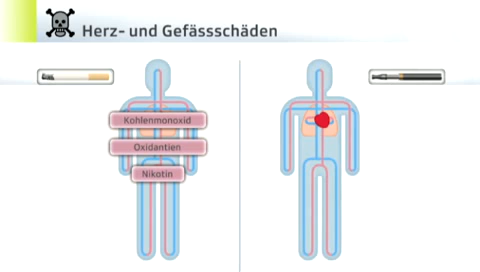 Herz- und Gefässschäden
Kohlenmonoxid
Oxidantien
Nikotin